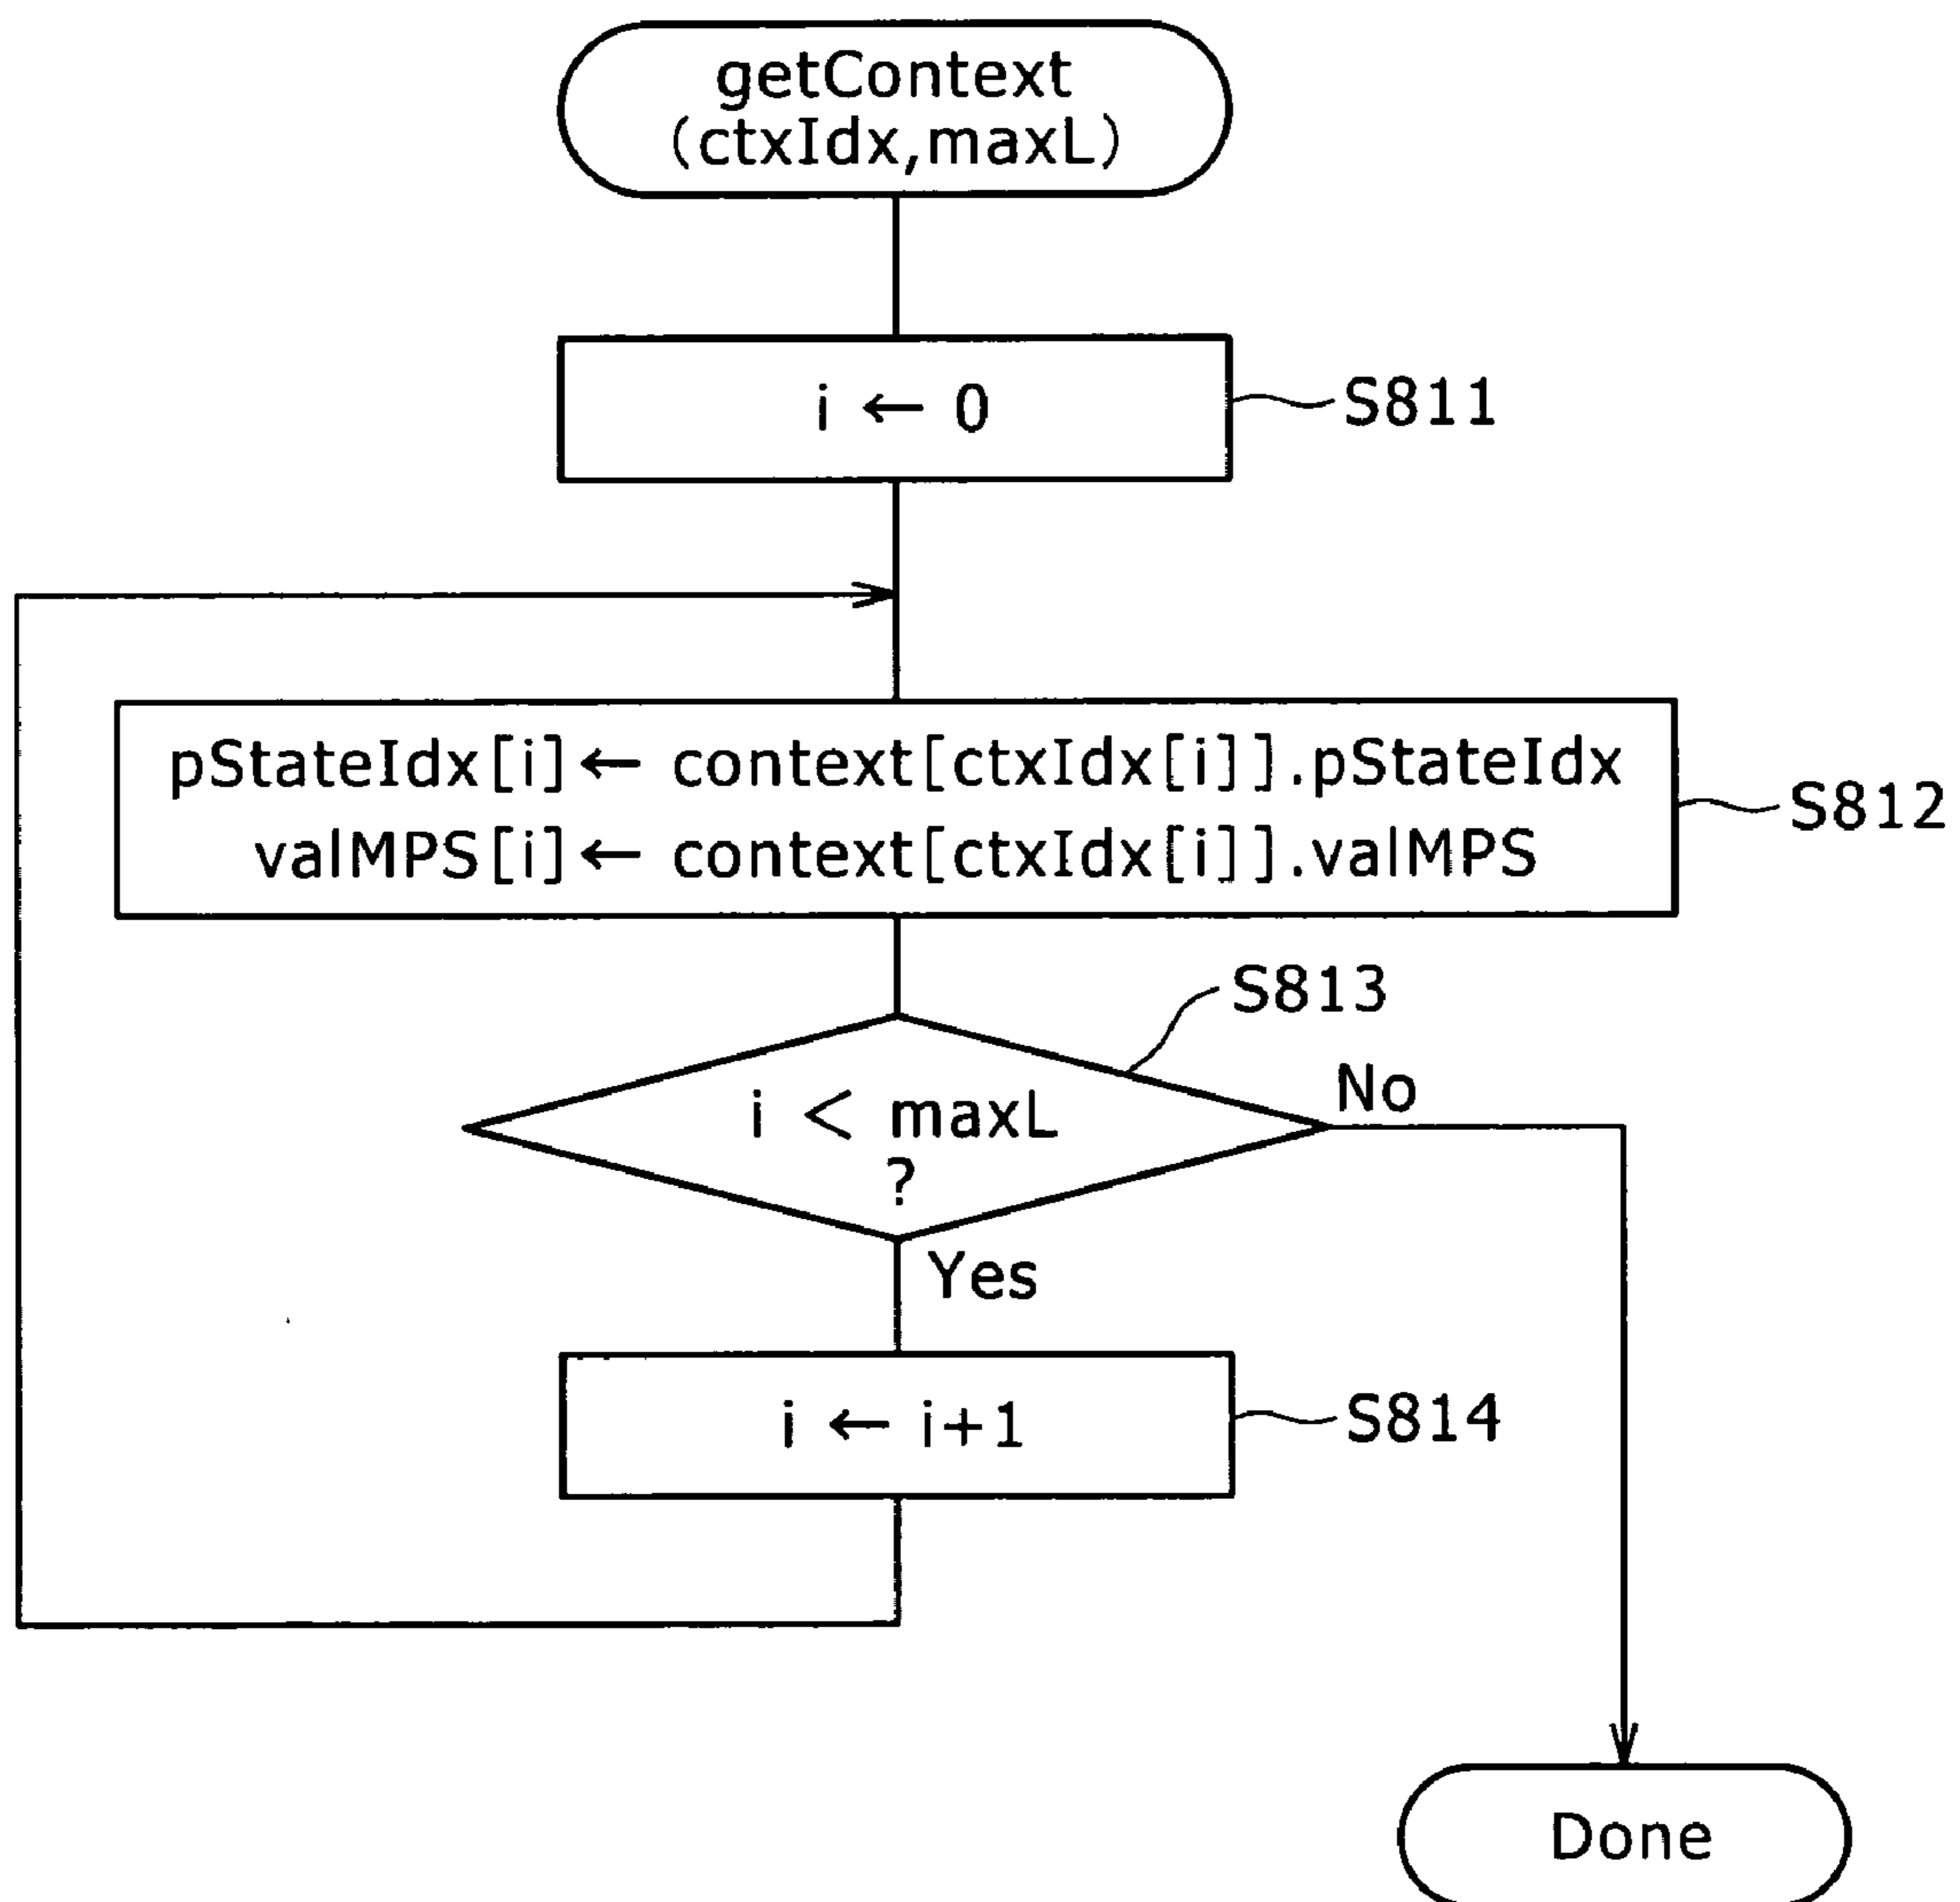 getContext
(ctxIdx,maxL)
i ← 0
S811
pStateIdx[i]← context[ctxIdx[i]].pStateIdx
valMPS[i]← context[ctxIdx[i]].valMPS
S812
S813
i < maxL
?
No
Yes
i ← i+1
S814
Done